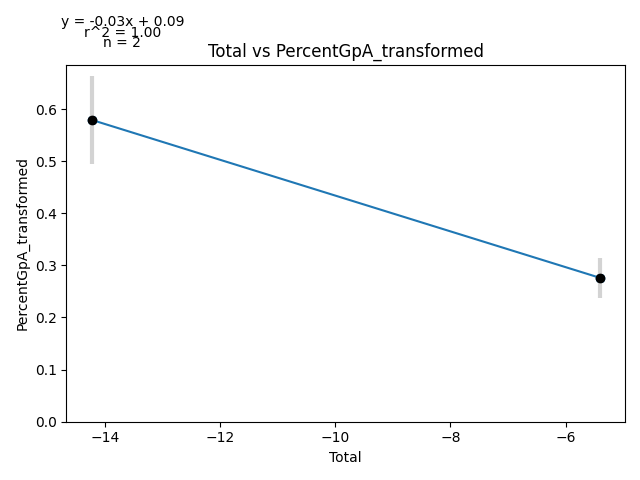 y = -0.03x + 0.09
r^2 = 1.00
n = 2
Total vs PercentGpA_transformed
PercentGpA_transformed
0.6
0.5
0.4
0.3
0.2
0.1
0.0
−14
−12
−10
−8
−6
Total